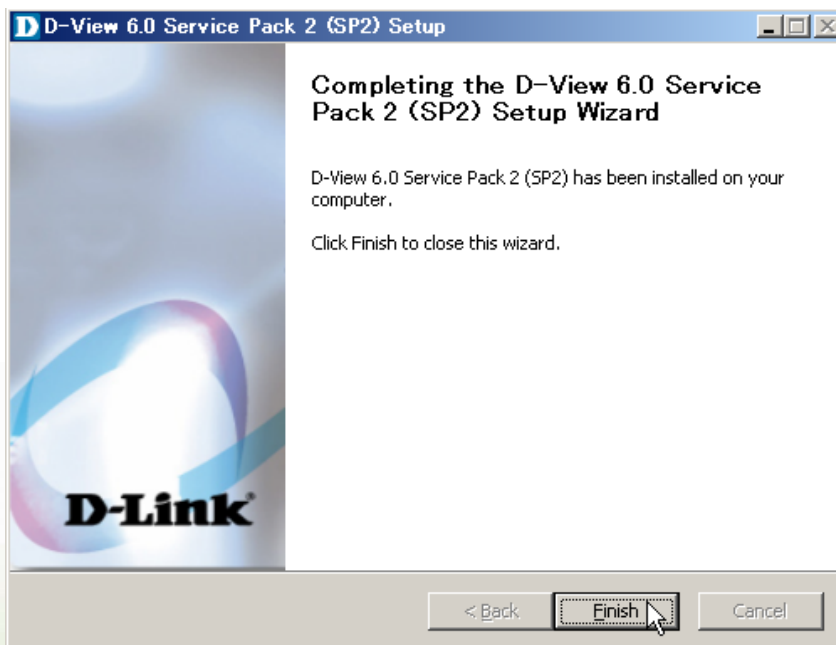 D-View 6.0 Service Pack 2 (SP2) Setup
Completing the D-View 6.0 Service
Pack 2 (SP2) Setup Wizard
D-View 6.0 Service Pack 2 (SP2) has been installed on your
computer.
Click Finish to close this wizard.
D-Link®
< Back
Finish
Cancel